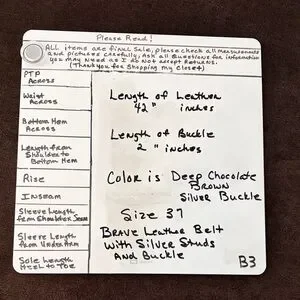 Please Read!
ALL items are final Sale, please check all measurements
and pictures carefully, Ask all Questions for information
you may need as I do Not accept Returns.
(Thank you for Shopping my Closet)
PTP
Across
Waist
Across
Bottom Hem
Across
Length from
Shoulder to
Bottom Hem
Rise
Inseam
Sleeve Length
from Shoulder Seam
Sleeve Length
from Under Arm
Sole Length
Heel to Toe
Length of Leather
42" inches
Length of Buckle
2" inches
Color is Deep Chocolate
Brown
Silver Buckle
Size 37
Brave Leather Belt
With Silver Studs
And Buckle
B3